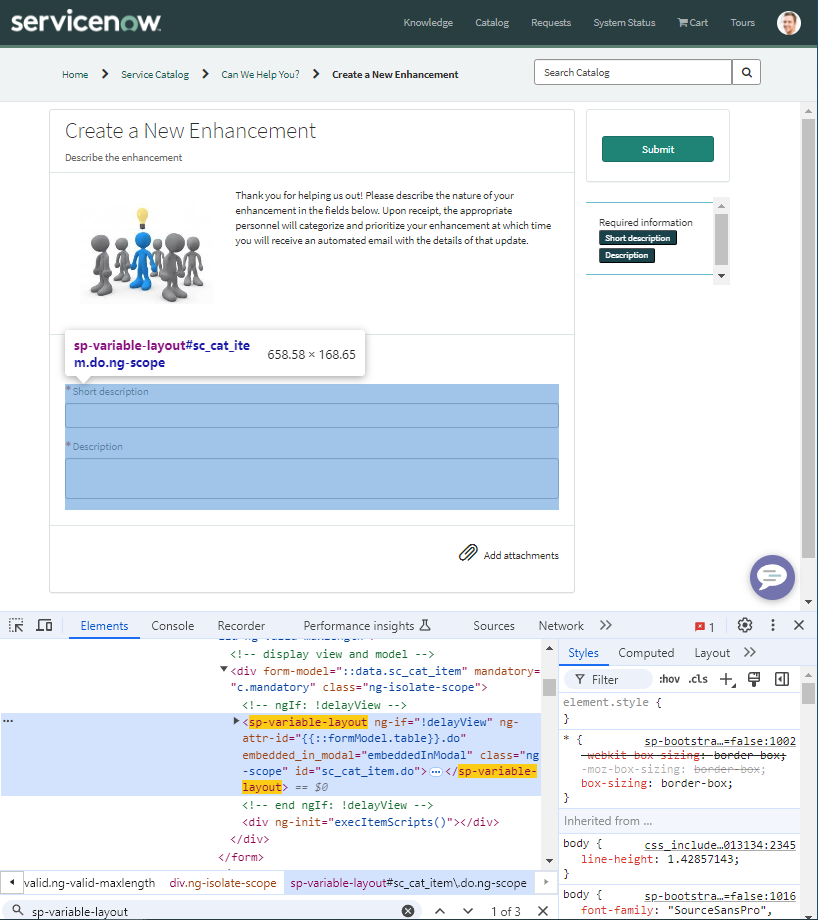 servicenow.
Knowledge Catalog Requests System Status Cart Tours
Home Service Catalog Can We Help You? Create a New Enhancement
Search Catalog
Create a New Enhancement
Describe the enhancement
Submit
Thank you for helping us out! Please describe the nature of your
enhancement in the fields below. Upon receipt, the appropriate
personnel will categorize and prioritize your enhancement at which time
you will receive an automated email with the details of that update.
Required information
Short description
Description
sp-variable-layout#sc_cat_ite
m.do.ng-scope
658.58 × 168.65
* Short description
* Description
Add attachments
Elements Console Recorder Performance insights Sources Network 1
<!-- display view and model -->
<div form-model="::data.sc_cat_item" mandatory=
"c.mandatory" class="ng-isolate-scope">
<!-- ngIf: !delayView -->
<sp-variable-layout ng-if="!delayView" ng-
attr-id="{{::formModel.table}}.do"
embedded_in_modal="embeddedInModal" class="ng
-scope" id="sc_cat_item.do"> … </sp-variable-
layout> == $0
<!-- end ngIf: !delayView -->
<div ng-init="execItemScripts()"></div>
</div>
</form>
Styles Computed Layout
Filter :hov .cls
element.style {
}
* { sp-bootstra…=false:1002
-webkit-box-sizing: border-box;
-moz-box-sizing: border-box;
box-sizing: border-box;
}
Inherited from ...
body { css_include…013134:2345
line-height: 1.42857143;
}
body { sp-bootstra…=false:1016
font-family: "SourceSansPro",
valid.ng-valid-maxlength div.ng-isolate-scope sp-variable-layout#sc_cat_item\.do.ng-scope
sp-variable-layout 1 of 3